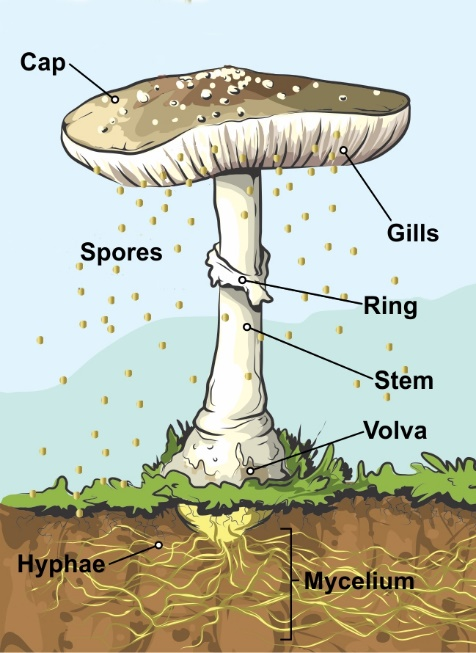 Cap
Gills
Spores
Ring
Stem
Volva
Hyphae
Mycelium